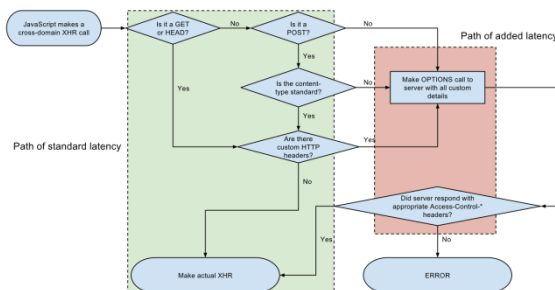 JavaScript makes a
cross-domain XHR call
Is it a GET
or HEAD?
No
Is it a
POST?
No
Path of added latency
Yes
Is the content-
type standard?
No
Make OPTIONS call to
server with all custom
details
Yes
Yes
Are there
custom HTTP
headers?
Yes
Path of standard latency
No
Did server respond with
appropriate Access-Control-*
headers?
Yes
No
Make actual XHR
ERROR